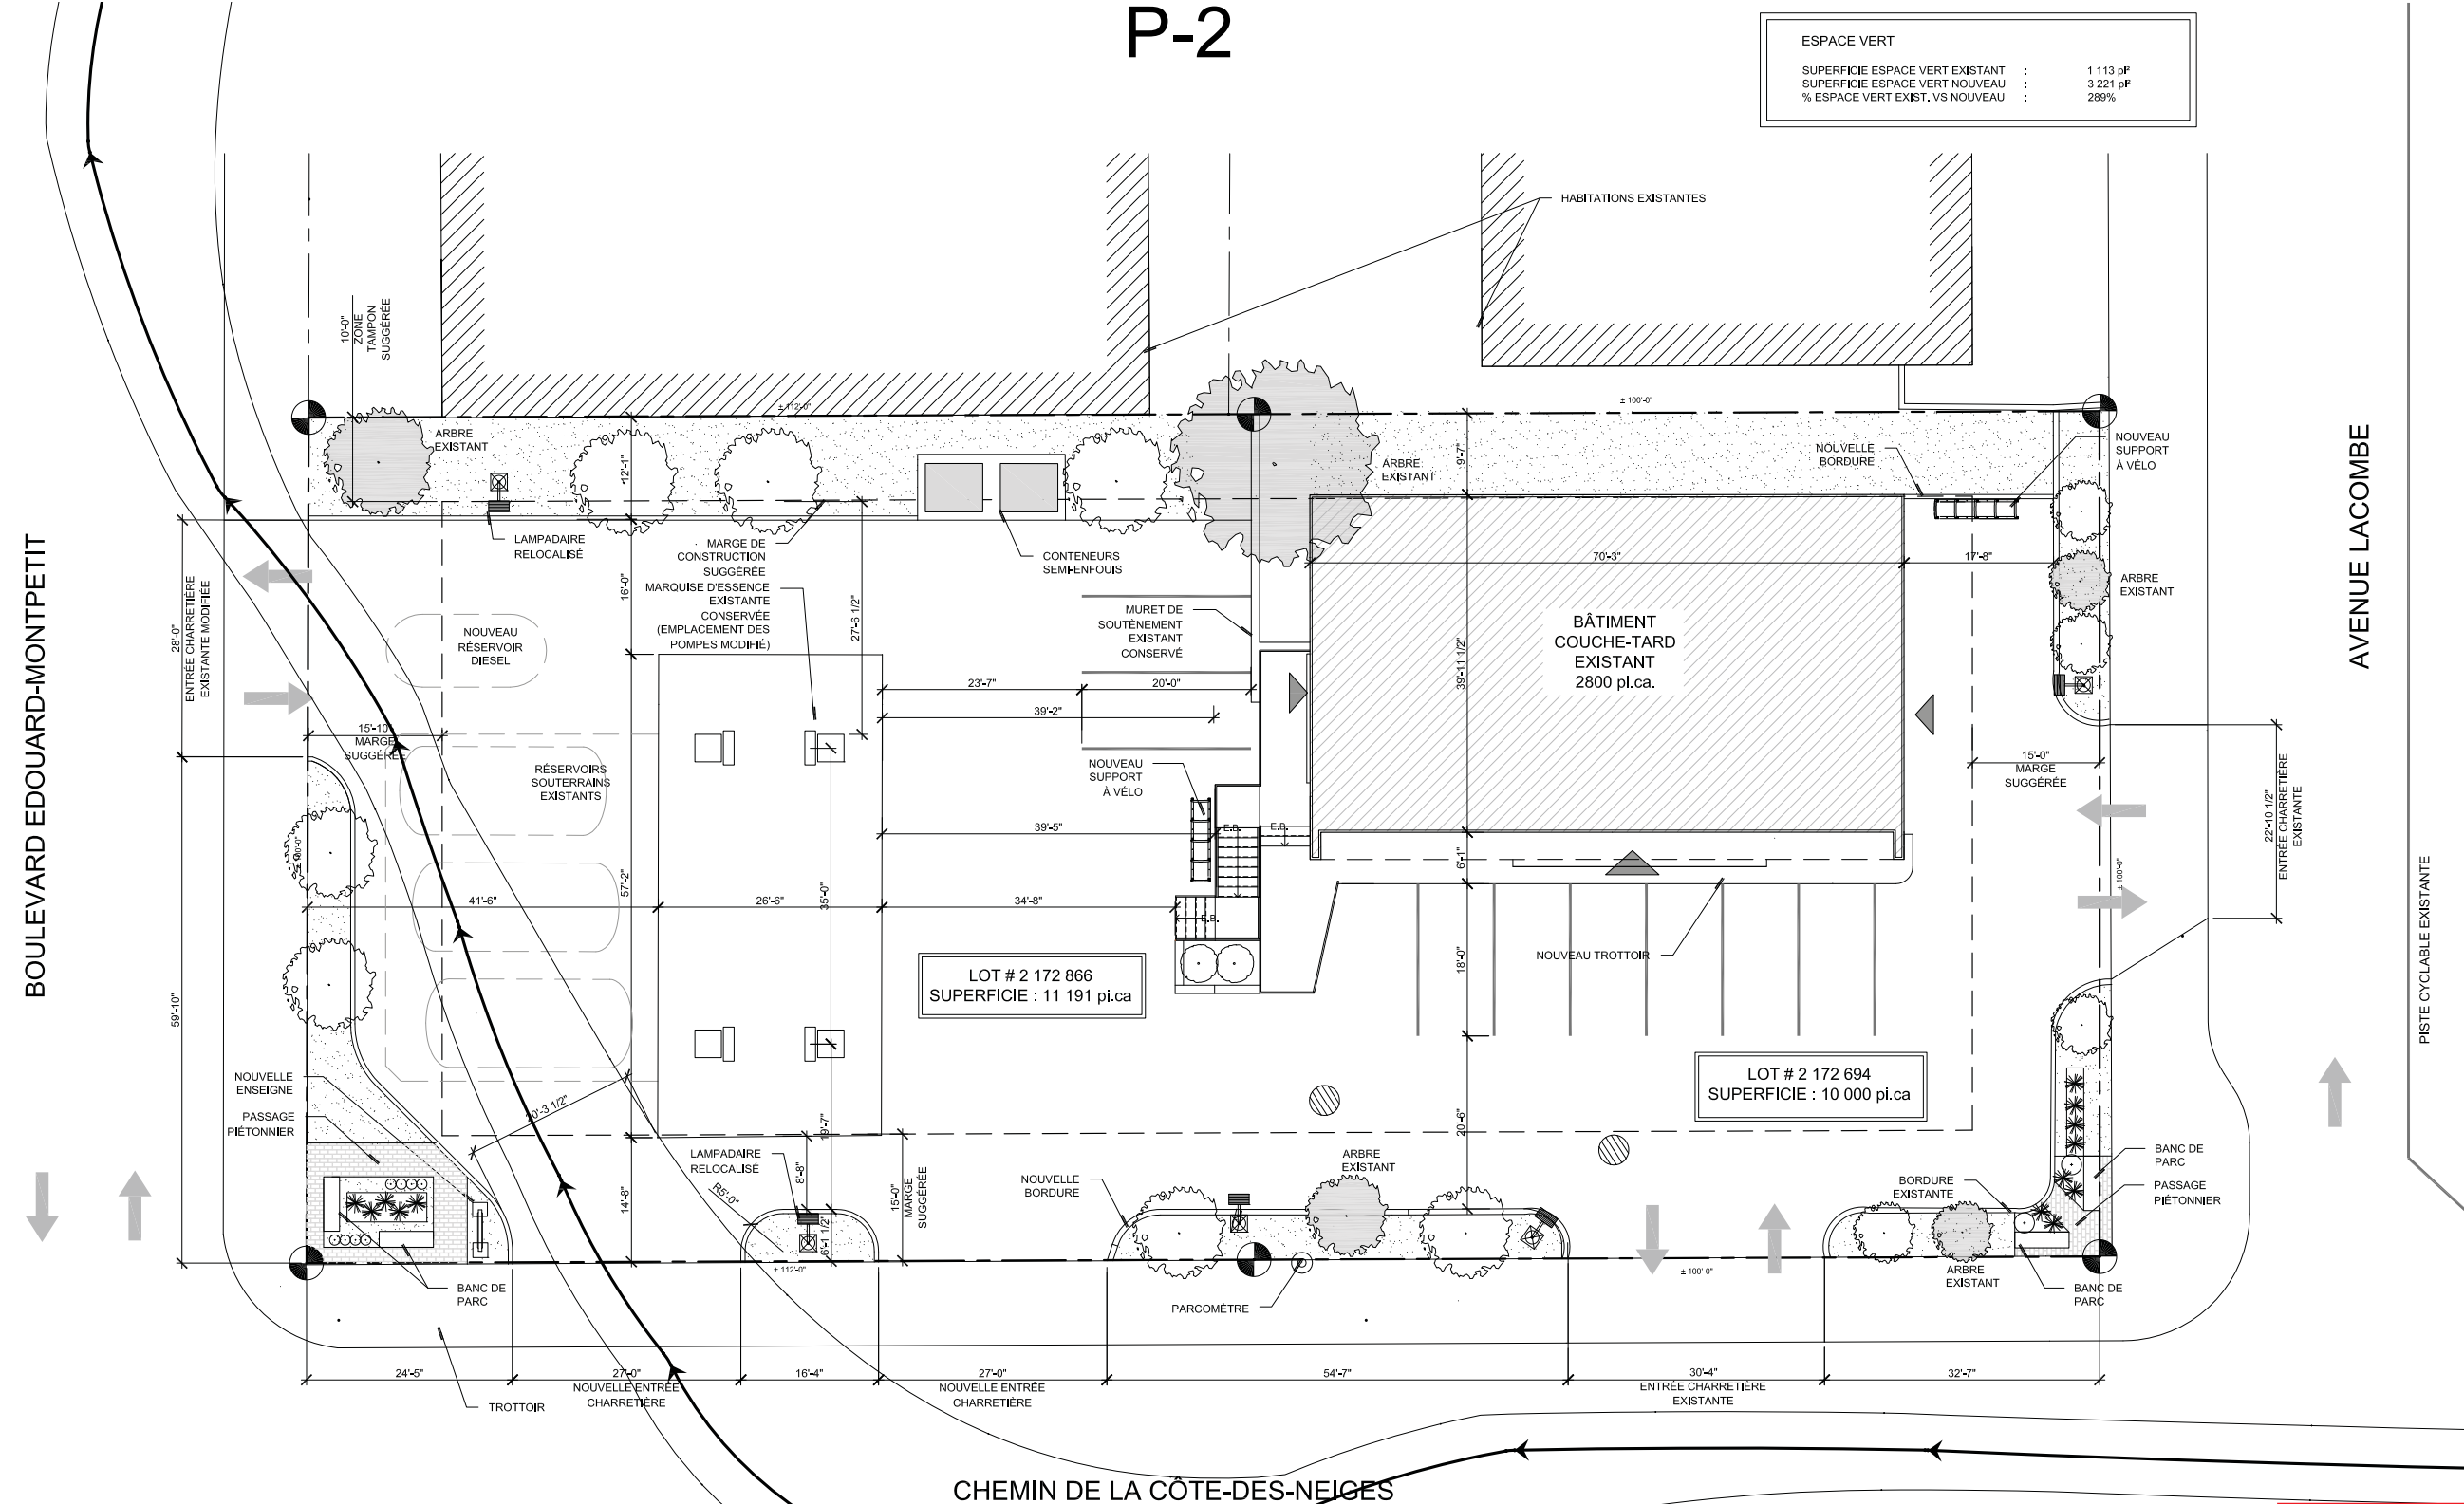 P-2
ESPACE VERT
SUPERFICIE ESPACE VERT EXISTANT : 1 113 pi²
SUPERFICIE ESPACE VERT NOUVEAU : 3 221 pi²
% ESPACE VERT EXIST. VS NOUVEAU : 289%
HABITATIONS EXISTANTES
10'-0"
ZONE
TAMPON
SUGGÉRÉE
± 112'-0"
± 100'-0"
ARBRE
EXISTANT
12'-1"
ARBRE
EXISTANT
9'-7"
NOUVELLE
BORDURE
NOUVEAU
SUPPORT
À VÉLO
LAMPADAIRE
RELOCALISÉ
MARGE DE
CONSTRUCTION
SUGGÉRÉE
MARQUISE D'ESSENCE
EXISTANTE
CONSERVÉE
(EMPLACEMENT DES
POMPES MODIFIÉ)
CONTENEURS
SEMI-ENFOUIS
70'-3"
17'-8"
ARBRE
EXISTANT
BOULEVARD EDOUARD-MONTPETIT
AVENUE LACOMBE
28'-0"
ENTRÉE CHARRETIÈRE
EXISTANTE MODIFIÉE
16'-0"
27'-6 1/2"
NOUVEAU
RÉSERVOIR
DIESEL
MURET DE
SOUTÈNEMENT
EXISTANT
CONSERVÉ
BÂTIMENT
COUCHE-TARD
EXISTANT
2800 pi.ca.
39'-11 1/2"
23'-7"
20'-0"
39'-2"
15'-10"
MARGE
SUGGÉRÉE
RÉSERVOIRS
SOUTERRAINS
EXISTANTS
NOUVEAU
SUPPORT
À VÉLO
15'-0"
MARGE
SUGGÉRÉE
22'-10 1/2"
ENTRÉE CHARRETIÈRE
EXISTANTE
39'-5"
E.B.
E.B.
6'-1"
± 100'-0"
± 100'-0"
57'-2"
35'-0"
41'-6"
26'-6"
34'-8"
E.B.
PISTE CYCLABLE EXISTANTE
59'-10"
18'-0"
NOUVEAU TROTTOIR
LOT # 2 172 866
SUPERFICIE : 11 191 pi.ca
LOT # 2 172 694
SUPERFICIE : 10 000 pi.ca
NOUVELLE
ENSEIGNE
PASSAGE
PIÉTONNIER
19'-7"
20'-6"
LAMPADAIRE
RELOCALISÉ
8'-8"
R5'-0"
14'-8"
6'-1 1/2"
15'-0"
MARGE
SUGGÉRÉE
NOUVELLE
BORDURE
ARBRE
EXISTANT
BORDURE
EXISTANTE
BANC DE
PARC
PASSAGE
PIÉTONNIER
± 112'-0"
± 100'-0"
BANC DE
PARC
PARCOMÈTRE
ARBRE
EXISTANT
BANC DE
PARC
24'-5"
27'-0"
NOUVELLE ENTRÉE
CHARRETIÈRE
16'-4"
27'-0"
NOUVELLE ENTRÉE
CHARRETIÈRE
54'-7"
30'-4"
ENTRÉE CHARRETIÈRE
EXISTANTE
32'-7"
TROTTOIR
CHEMIN DE LA CÔTE-DES-NEIGES